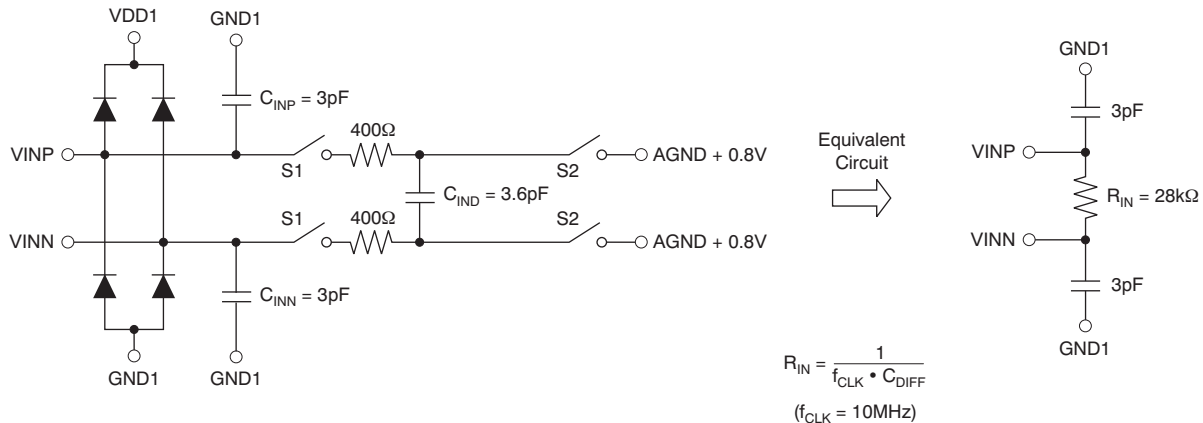 VDD1
GND1
C_INP = 3pF
400Ω
VINP
S1
S2
AGND + 0.8V
C_IND = 3.6pF
400Ω
VINN
S1
S2
AGND + 0.8V
C_INN = 3pF
GND1
GND1
Equivalent
Circuit
GND1
3pF
VINP
R_IN = 28kΩ
VINN
3pF
GND1
R_IN = 1 / f_CLK • C_DIFF
(f_CLK = 10MHz)